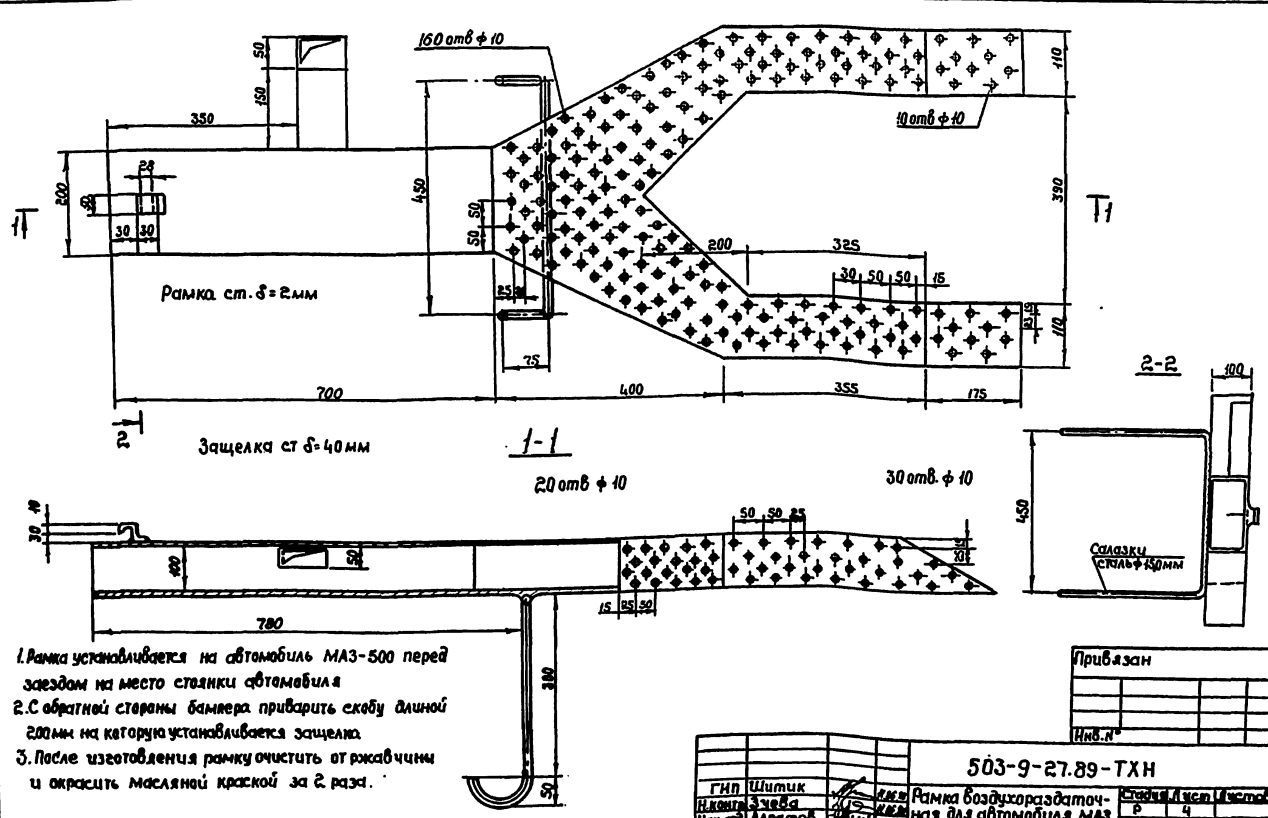 160 отв ф 10
50
150
350
110
10 отв ф 10
200
28
30
30
450
50
50
390
1
1
200
325
30
50
50
15
25
Рамка ст. δ=2мм
75
110
700
400
355
175
2
2-2
100
Защелка ст δ=40мм
1-1
20 отв ф 10
30 отв. ф 10
10
30
50
50
25
100
50
15
25
50
450
Салазки
сталь ф 150мм
780
380
50
1. Рамка устанавливается на автомобиль МАЗ-500 перед
заездом на место стоянки автомобиля
2. С обратной стороны бампера приварить скобу длиной
200мм на которую устанавливается защелка
3. После изготовления рамку очистить от ржавчины
и окрасить масляной краской за 2 раза.
Привязан
Инв.№
503-9-27.89-ТХН
ГНП Шитик
Н.контр Зуева
Рамка воздухораздаточ-
ная для автомобиля МАЗ
Стадия Лист Листов
Р 4